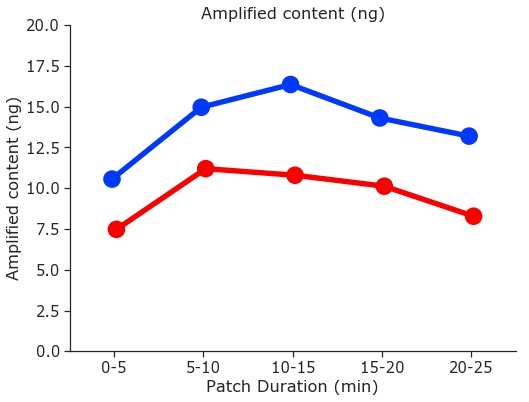 Amplified content (ng)
20.0
17.5
15.0
12.5
10.0
7.5
5.0
2.5
0.0
Amplified content (ng)
0-5 5-10 10-15 15-20 20-25
Patch Duration (min)